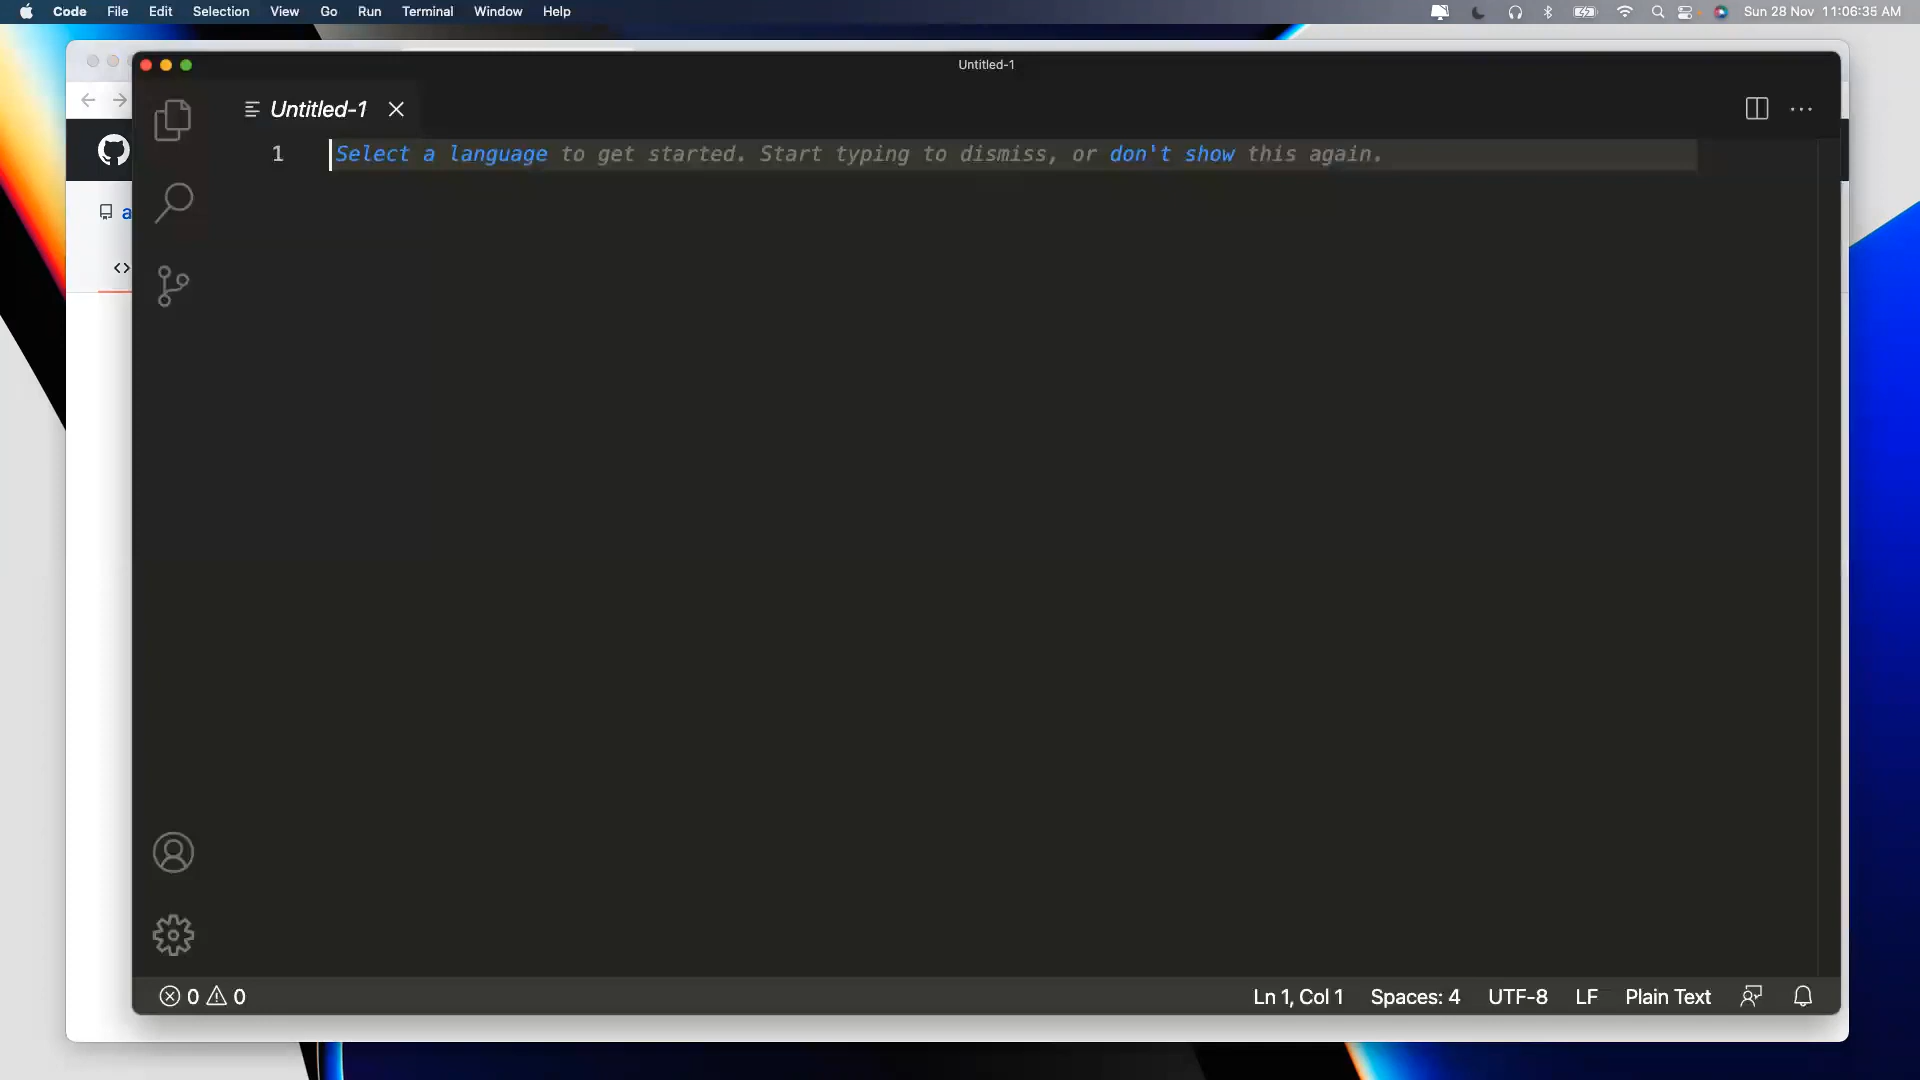 Code File Edit Selection View Go Run Terminal Window Help Sun 28 Nov 11:06:35 AM
Untitled-1
Untitled-1
1 Select a language to get started. Start typing to dismiss, or don't show this again.
a
0 0 Ln 1, Col 1 Spaces: 4 UTF-8 LF Plain Text